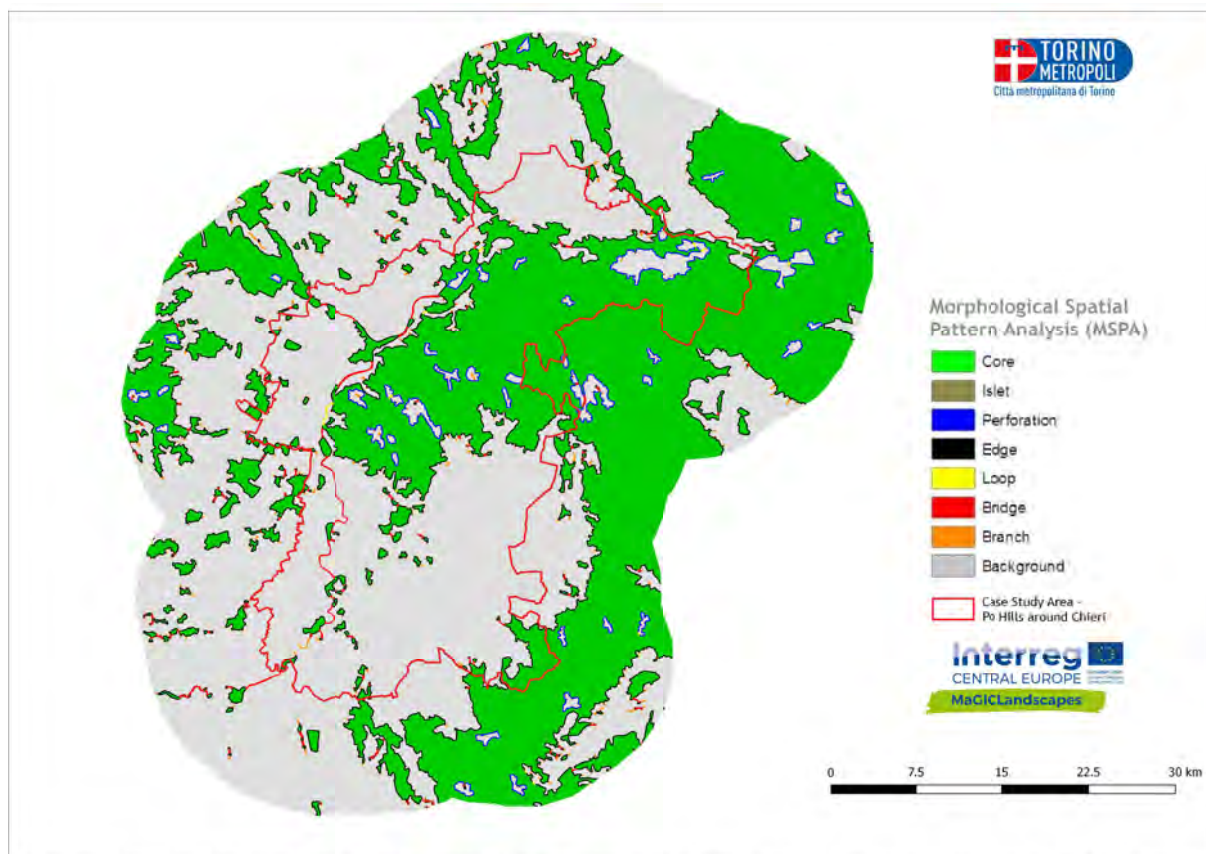 TORINO
METROPOLI
Città metropolitana di Torino
Morphological Spatial
Pattern Analysis (MSPA)
Core
Islet
Perforation
Edge
Loop
Bridge
Branch
Background
Case Study Area -
Po Hills around Chieri
Interreg
CENTRAL EUROPE
MaGICLandscapes
0 7.5 15 22.5 30 km